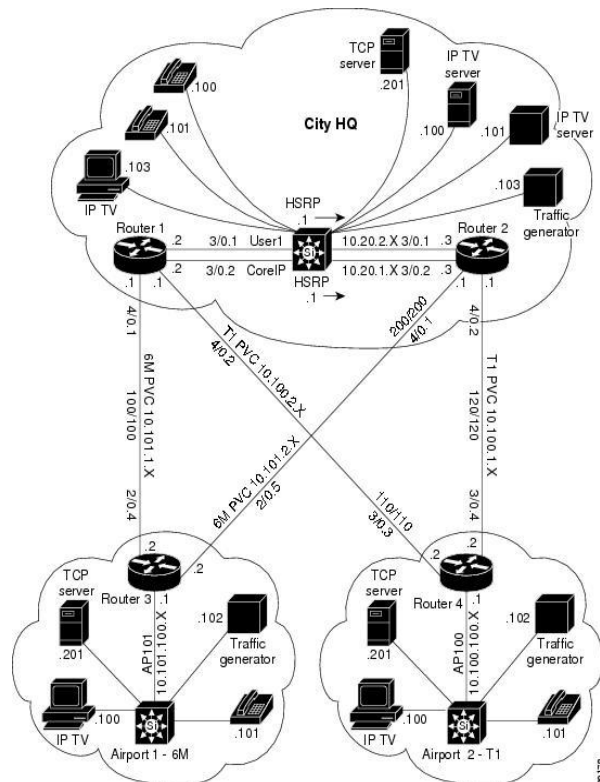 TCP
server
.100
.201
IP TV
server
.101
City HQ
.100
.101
IP TV
server
.103
IP TV
HSRP
.1
.103
Traffic
generator
Router 1
.2
3/0.1
User1
10.20.2.X
3/0.1
.3
Router 2
.2
3/0.2
CoreIP
10.20.1.X
3/0.2
.3
.1
.1
HSRP
.1
.1
.1
4/0.1
T1 PVC 10.100.2.X
4/0.2
200/200
4/0.1
4/0.2
6M PVC 10.101.1.X
100/100
T1 PVC 10.100.1.X
120/120
6M PVC 10.101.2.X
2/0.5
110/110
3/0.3
2/0.4
3/0.4
.2
.2
Router 3
.1
.2
.2
Router 4
.1
TCP
server
.201
AP101
10.101.100.X
.102
Traffic
generator
TCP
server
.201
AP100
10.100.100.X
.102
Traffic
generator
IP TV
.100
Si
.101
Airport 1 - 6M
IP TV
.100
Si
.101
Airport 2 - T1
Si